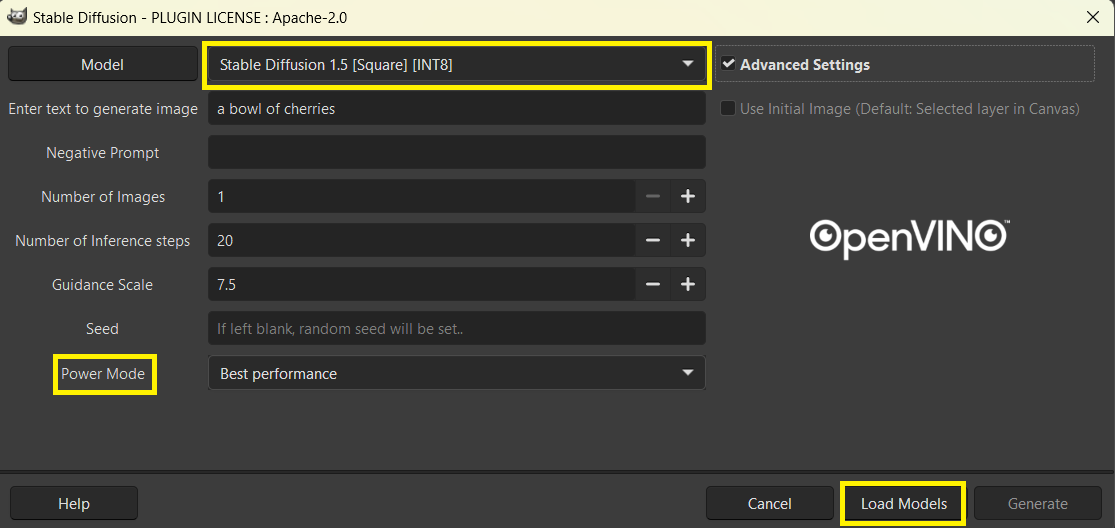 Stable Diffusion - PLUGIN LICENSE : Apache-2.0
Model
Stable Diffusion 1.5 [Square] [INT8]
Advanced Settings
Enter text to generate image
a bowl of cherries
Use Initial Image (Default: Selected layer in Canvas)
Negative Prompt
Number of Images
1
Number of Inference steps
20
OpenVINO™
Guidance Scale
7.5
Seed
If left blank, random seed will be set..
Power Mode
Best performance
Help
Cancel
Load Models
Generate